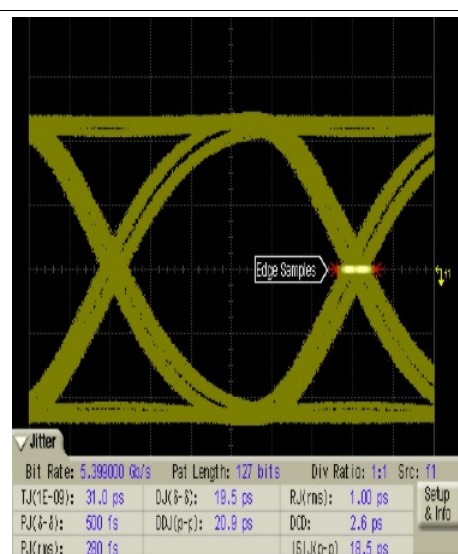 Edge Samples
f1
Jitter
Bit Rate: 5.399000 Gb/s Pat Length: 127 bits Div Ratio: 1:1 Src: f1
TJ(1E-09): 31.0 ps DJ(δ-δ): 19.5 ps RJ(rms): 1.00 ps Setup
PJ(δ-δ): 500 fs DDJ(p-p): 20.9 ps DCD: 2.6 ps & Info
PJ(rms): 280 fs ISIJ(p-p) 18.5 ps